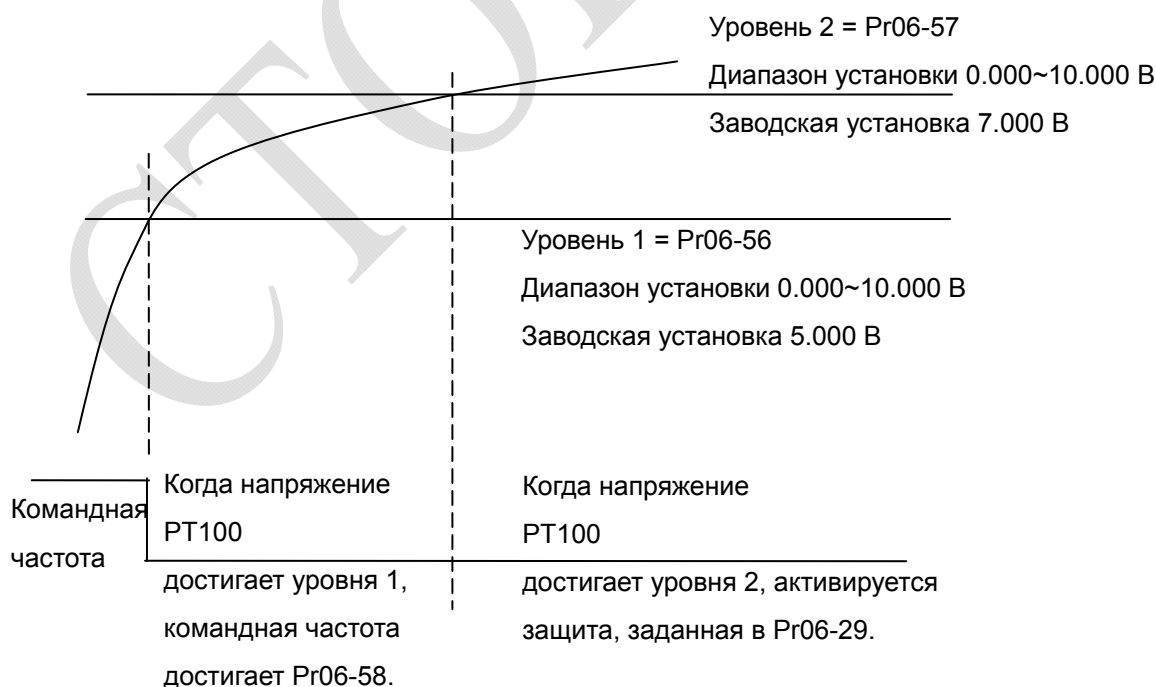 Уровень 2 = Pr06-57
Диапазон установки 0.000~10.000 В
Заводская установка 7.000 В
Уровень 1 = Pr06-56
Диапазон установки 0.000~10.000 В
Заводская установка 5.000 В
Командная
частота
Когда напряжение
PT100
достигает уровня 1,
командная частота
достигает Pr06-58.
Когда напряжение
PT100
достигает уровня 2, активируется
защита, заданная в Pr06-29.